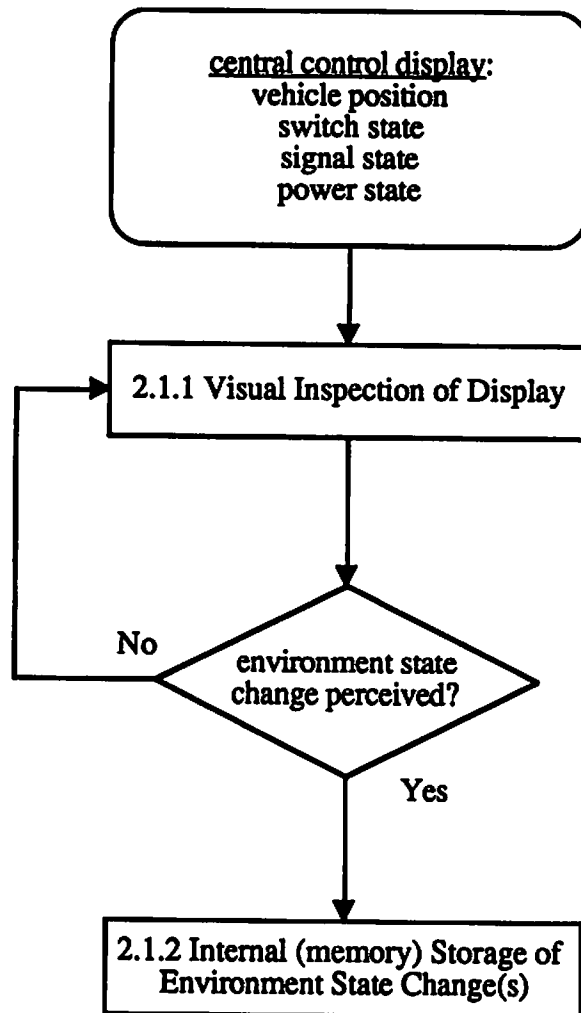 central control display:
vehicle position
switch state
signal state
power state
2.1.1 Visual Inspection of Display
No
environment state
change perceived?
Yes
2.1.2 Internal (memory) Storage of
Environment State Change(s)